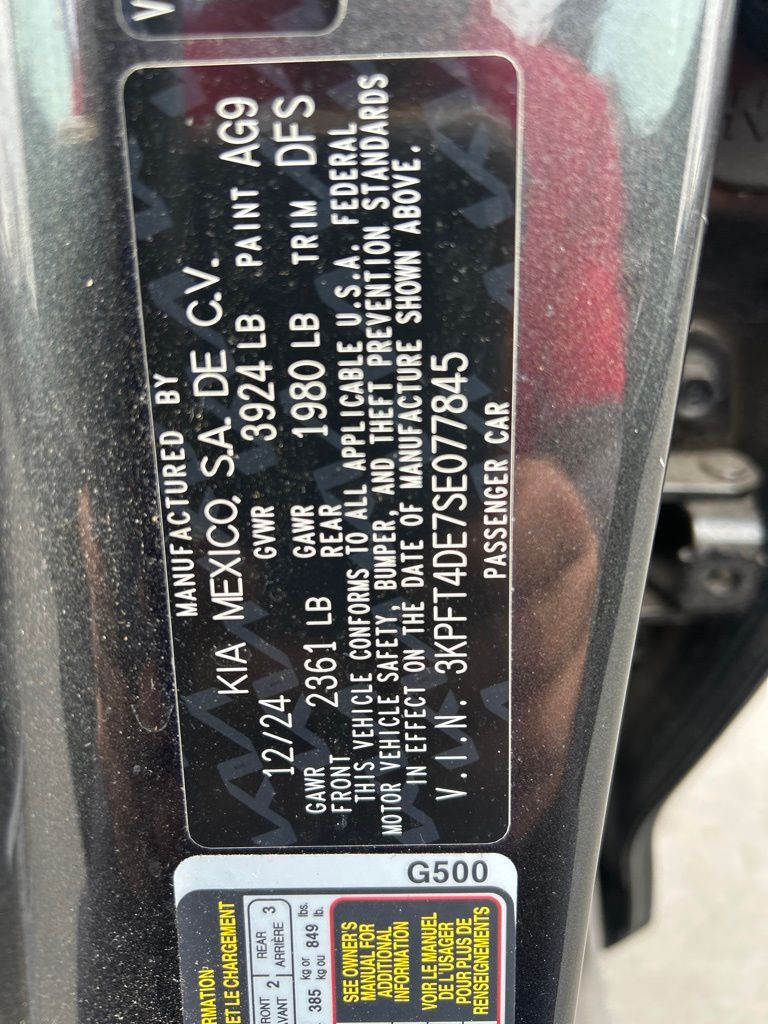 V
MANUFACTURED BY
KIA MEXICO, S.A. DE C.V.
12/24 GVWR 3924 LB PAINT AG9
GAWR FRONT 2361 LB GAWR REAR 1980 LB TRIM DFS
THIS VEHICLE CONFORMS TO ALL APPLICABLE U.S.A. FEDERAL
MOTOR VEHICLE SAFETY, BUMPER, AND THEFT PREVENTION STANDARDS
IN EFFECT ON THE DATE OF MANUFACTURE SHOWN ABOVE.
V.I.N. 3KPFT4DE7SE077845
PASSENGER CAR
RMATION
ET LE CHARGEMENT
RONT 2 REAR 3
AVANT ARRIÈRE
385 kg or kg ou 849 lbs. lb.
SEE OWNER'S
MANUAL FOR
ADDITIONAL
INFORMATION
VOIR LE MANUEL
DE L'USAGER
POUR PLUS DE
RENSEIGNEMENTS
G500